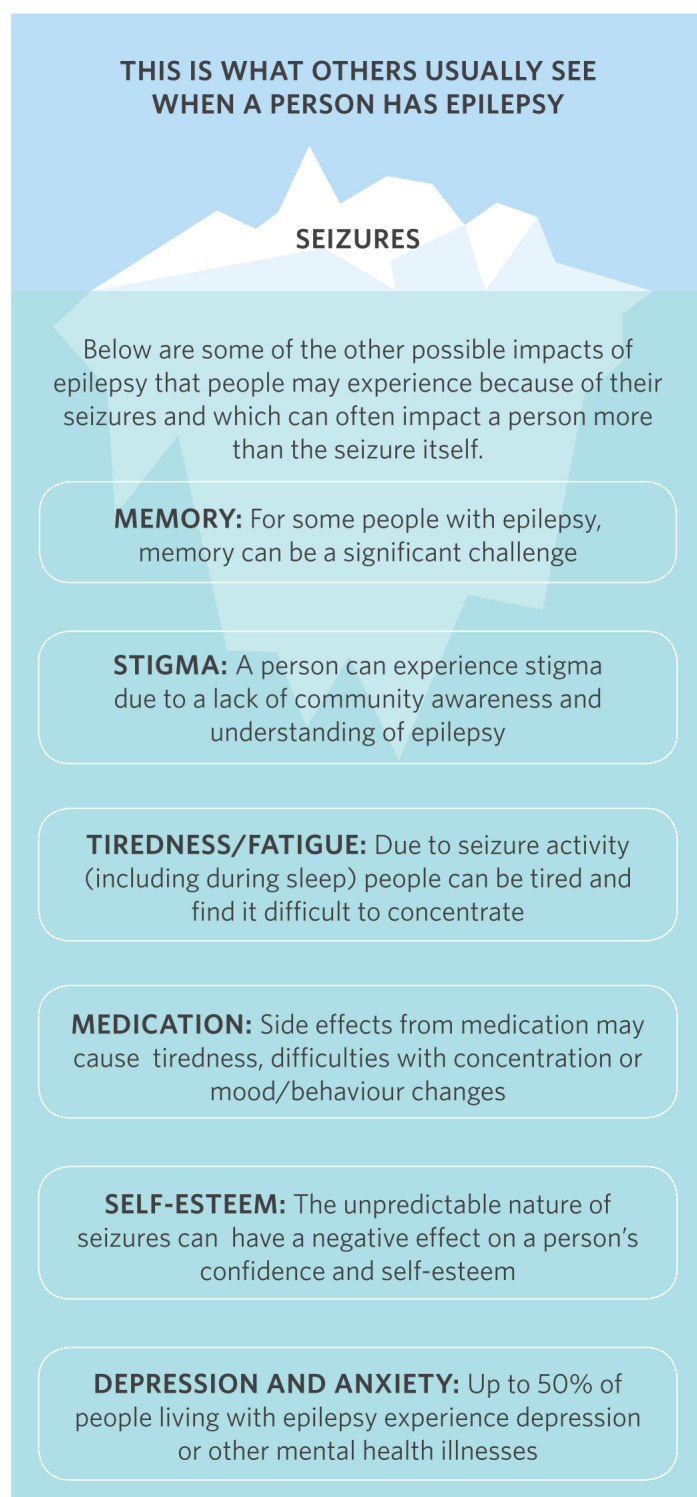 THIS IS WHAT OTHERS USUALLY SEE
WHEN A PERSON HAS EPILEPSY
SEIZURES
Below are some of the other possible impacts of
epilepsy that people may experience because of their
seizures and which can often impact a person more
than the seizure itself.
MEMORY: For some people with epilepsy,
memory can be a significant challenge
STIGMA: A person can experience stigma
due to a lack of community awareness and
understanding of epilepsy
TIREDNESS/FATIGUE: Due to seizure activity
(including during sleep) people can be tired and
find it difficult to concentrate
MEDICATION: Side effects from medication may
cause  tiredness, difficulties with concentration or
mood/behaviour changes
SELF-ESTEEM: The unpredictable nature of
seizures can  have a negative effect on a person’s
confidence and self-esteem
DEPRESSION AND ANXIETY: Up to 50% of
people living with epilepsy experience depression
or other mental health illnesses